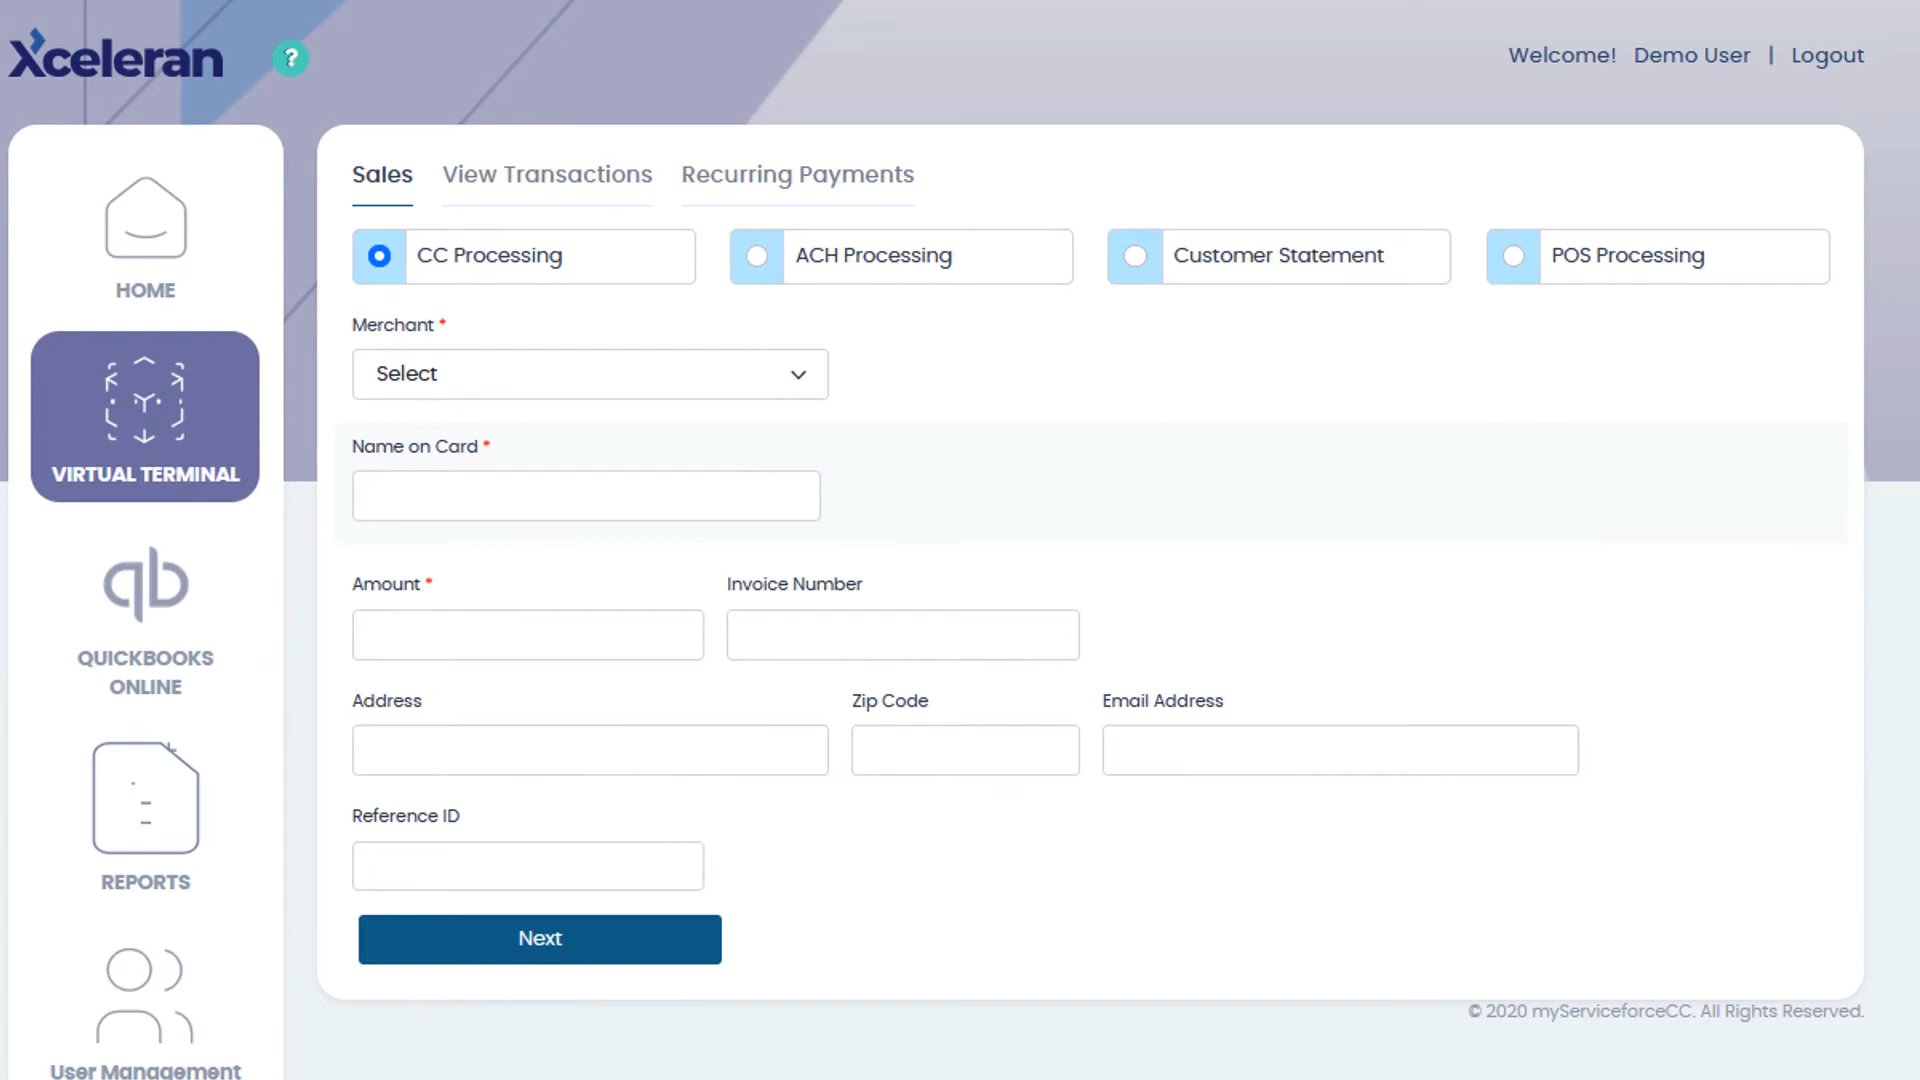 Xceleran
?
Welcome! Demo User | Logout
HOME
VIRTUAL TERMINAL
QUICKBOOKS
ONLINE
REPORTS
User Management
Sales View Transactions Recurring Payments
CC Processing ACH Processing Customer Statement POS Processing
Merchant *
Select
Name on Card *
Amount * Invoice Number
Address Zip Code Email Address
Reference ID
Next
© 2020 myServiceforceCC. All Rights Reserved.